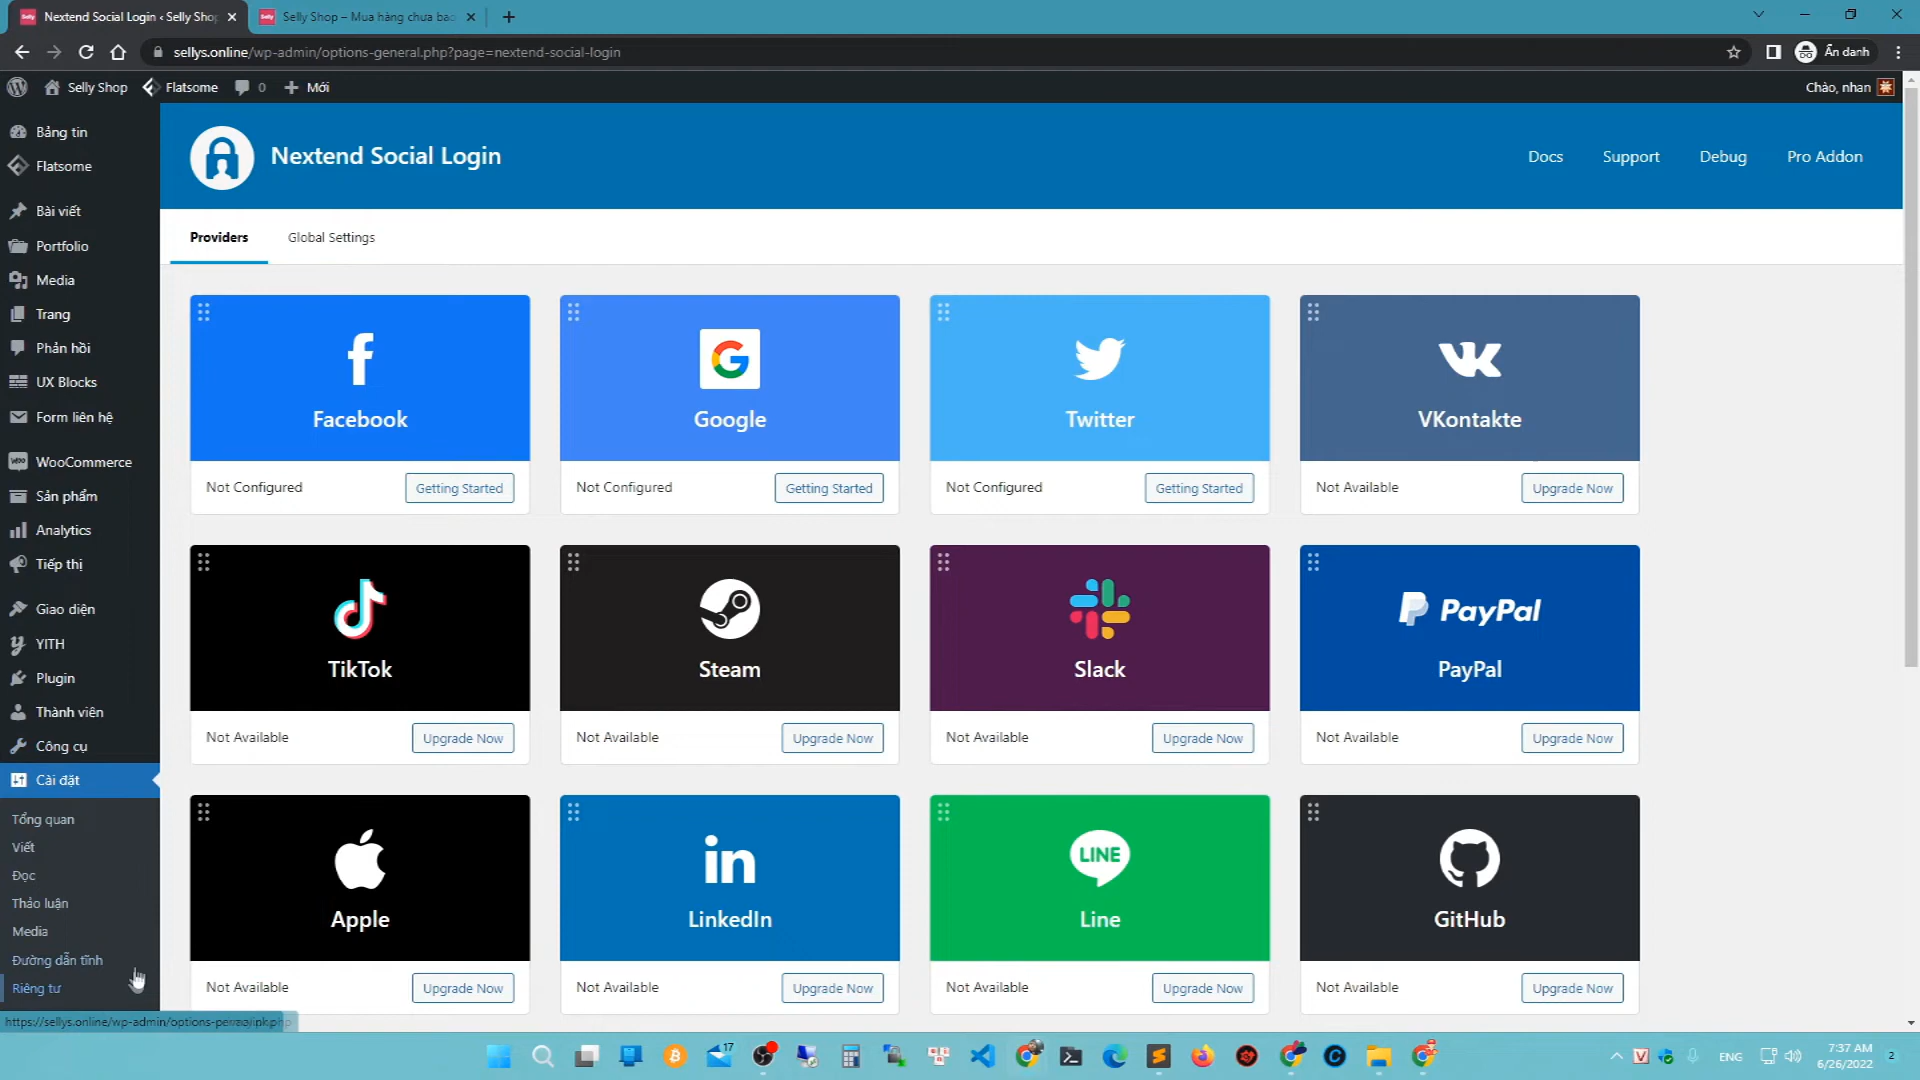 Nextend Social Login ‹ Selly Shop
Selly Shop – Mua hàng chưa bao
sellys.online/wp-admin/options-general.php?page=nextend-social-login
Ẩn danh
Selly Shop
Flatsome
0
Mới
Chào, nhan
Bảng tin
Flatsome
Bài viết
Portfolio
Media
Trang
Phản hồi
UX Blocks
Form liên hệ
WooCommerce
Sản phẩm
Analytics
Tiếp thị
Giao diện
YITH
Plugin
Thành viên
Công cụ
Cài đặt
Tổng quan
Viết
Đọc
Thảo luận
Media
Đường dẫn tĩnh
Riêng tư
Nextend Social Login
Docs
Support
Debug
Pro Addon
Providers
Global Settings
Facebook
Not Configured
Getting Started
Google
Not Configured
Getting Started
Twitter
Not Configured
Getting Started
VKontakte
Not Available
Upgrade Now
TikTok
Not Available
Upgrade Now
Steam
Not Available
Upgrade Now
Slack
Not Available
Upgrade Now
PayPal
PayPal
Not Available
Upgrade Now
Apple
Not Available
Upgrade Now
in
LinkedIn
Not Available
Upgrade Now
LINE
Line
Not Available
Upgrade Now
GitHub
Not Available
Upgrade Now
17
ENG
7:37 AM
6/26/2022
2